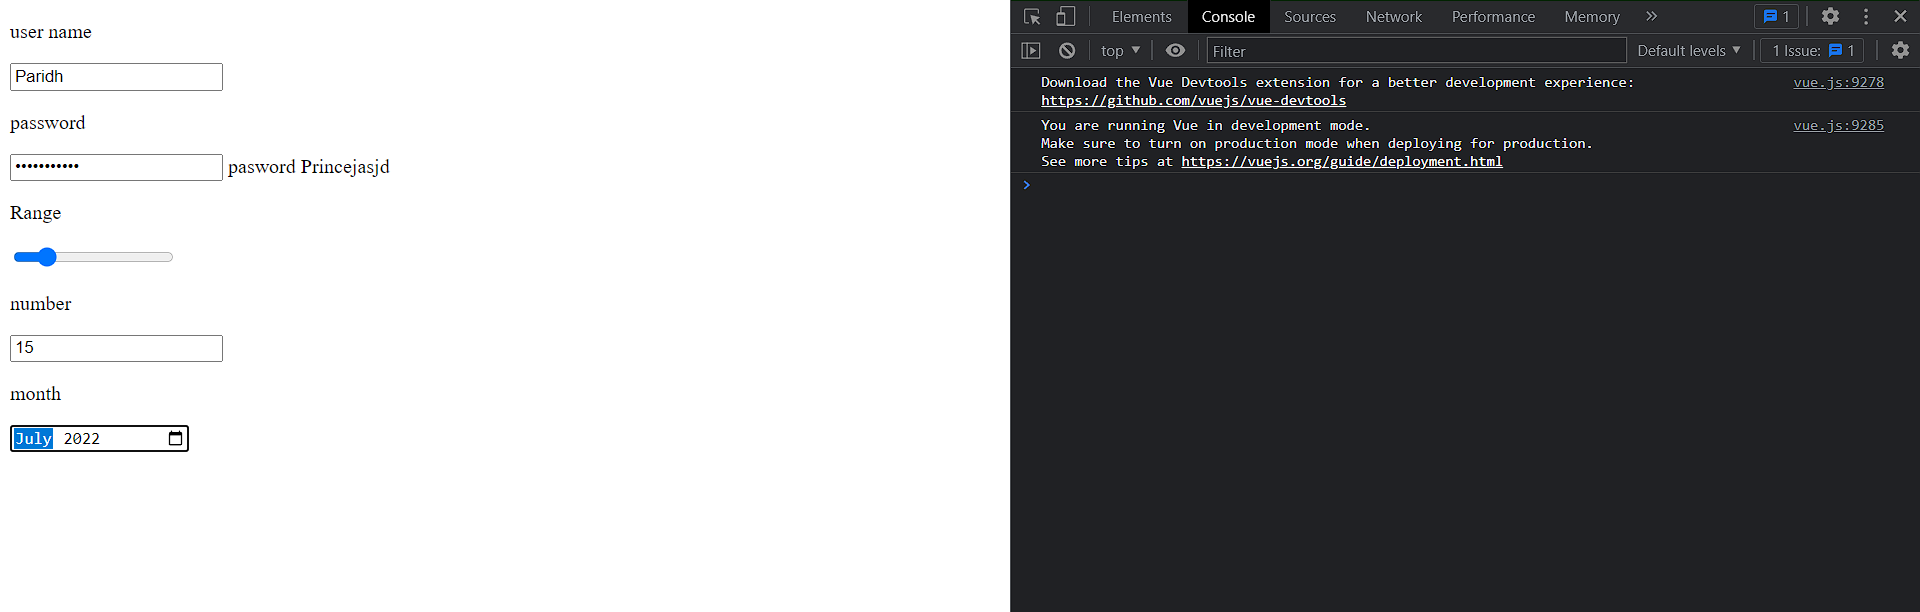 user name
Paridh
password
••••••••••• pasword Princejasjd
Range
number
15
month
July 2022
Elements Console Sources Network Performance Memory 1
top Filter Default levels 1 Issue: 1
Download the Vue Devtools extension for a better development experience: vue.js:9278
https://github.com/vuejs/vue-devtools
You are running Vue in development mode. vue.js:9285
Make sure to turn on production mode when deploying for production.
See more tips at https://vuejs.org/guide/deployment.html